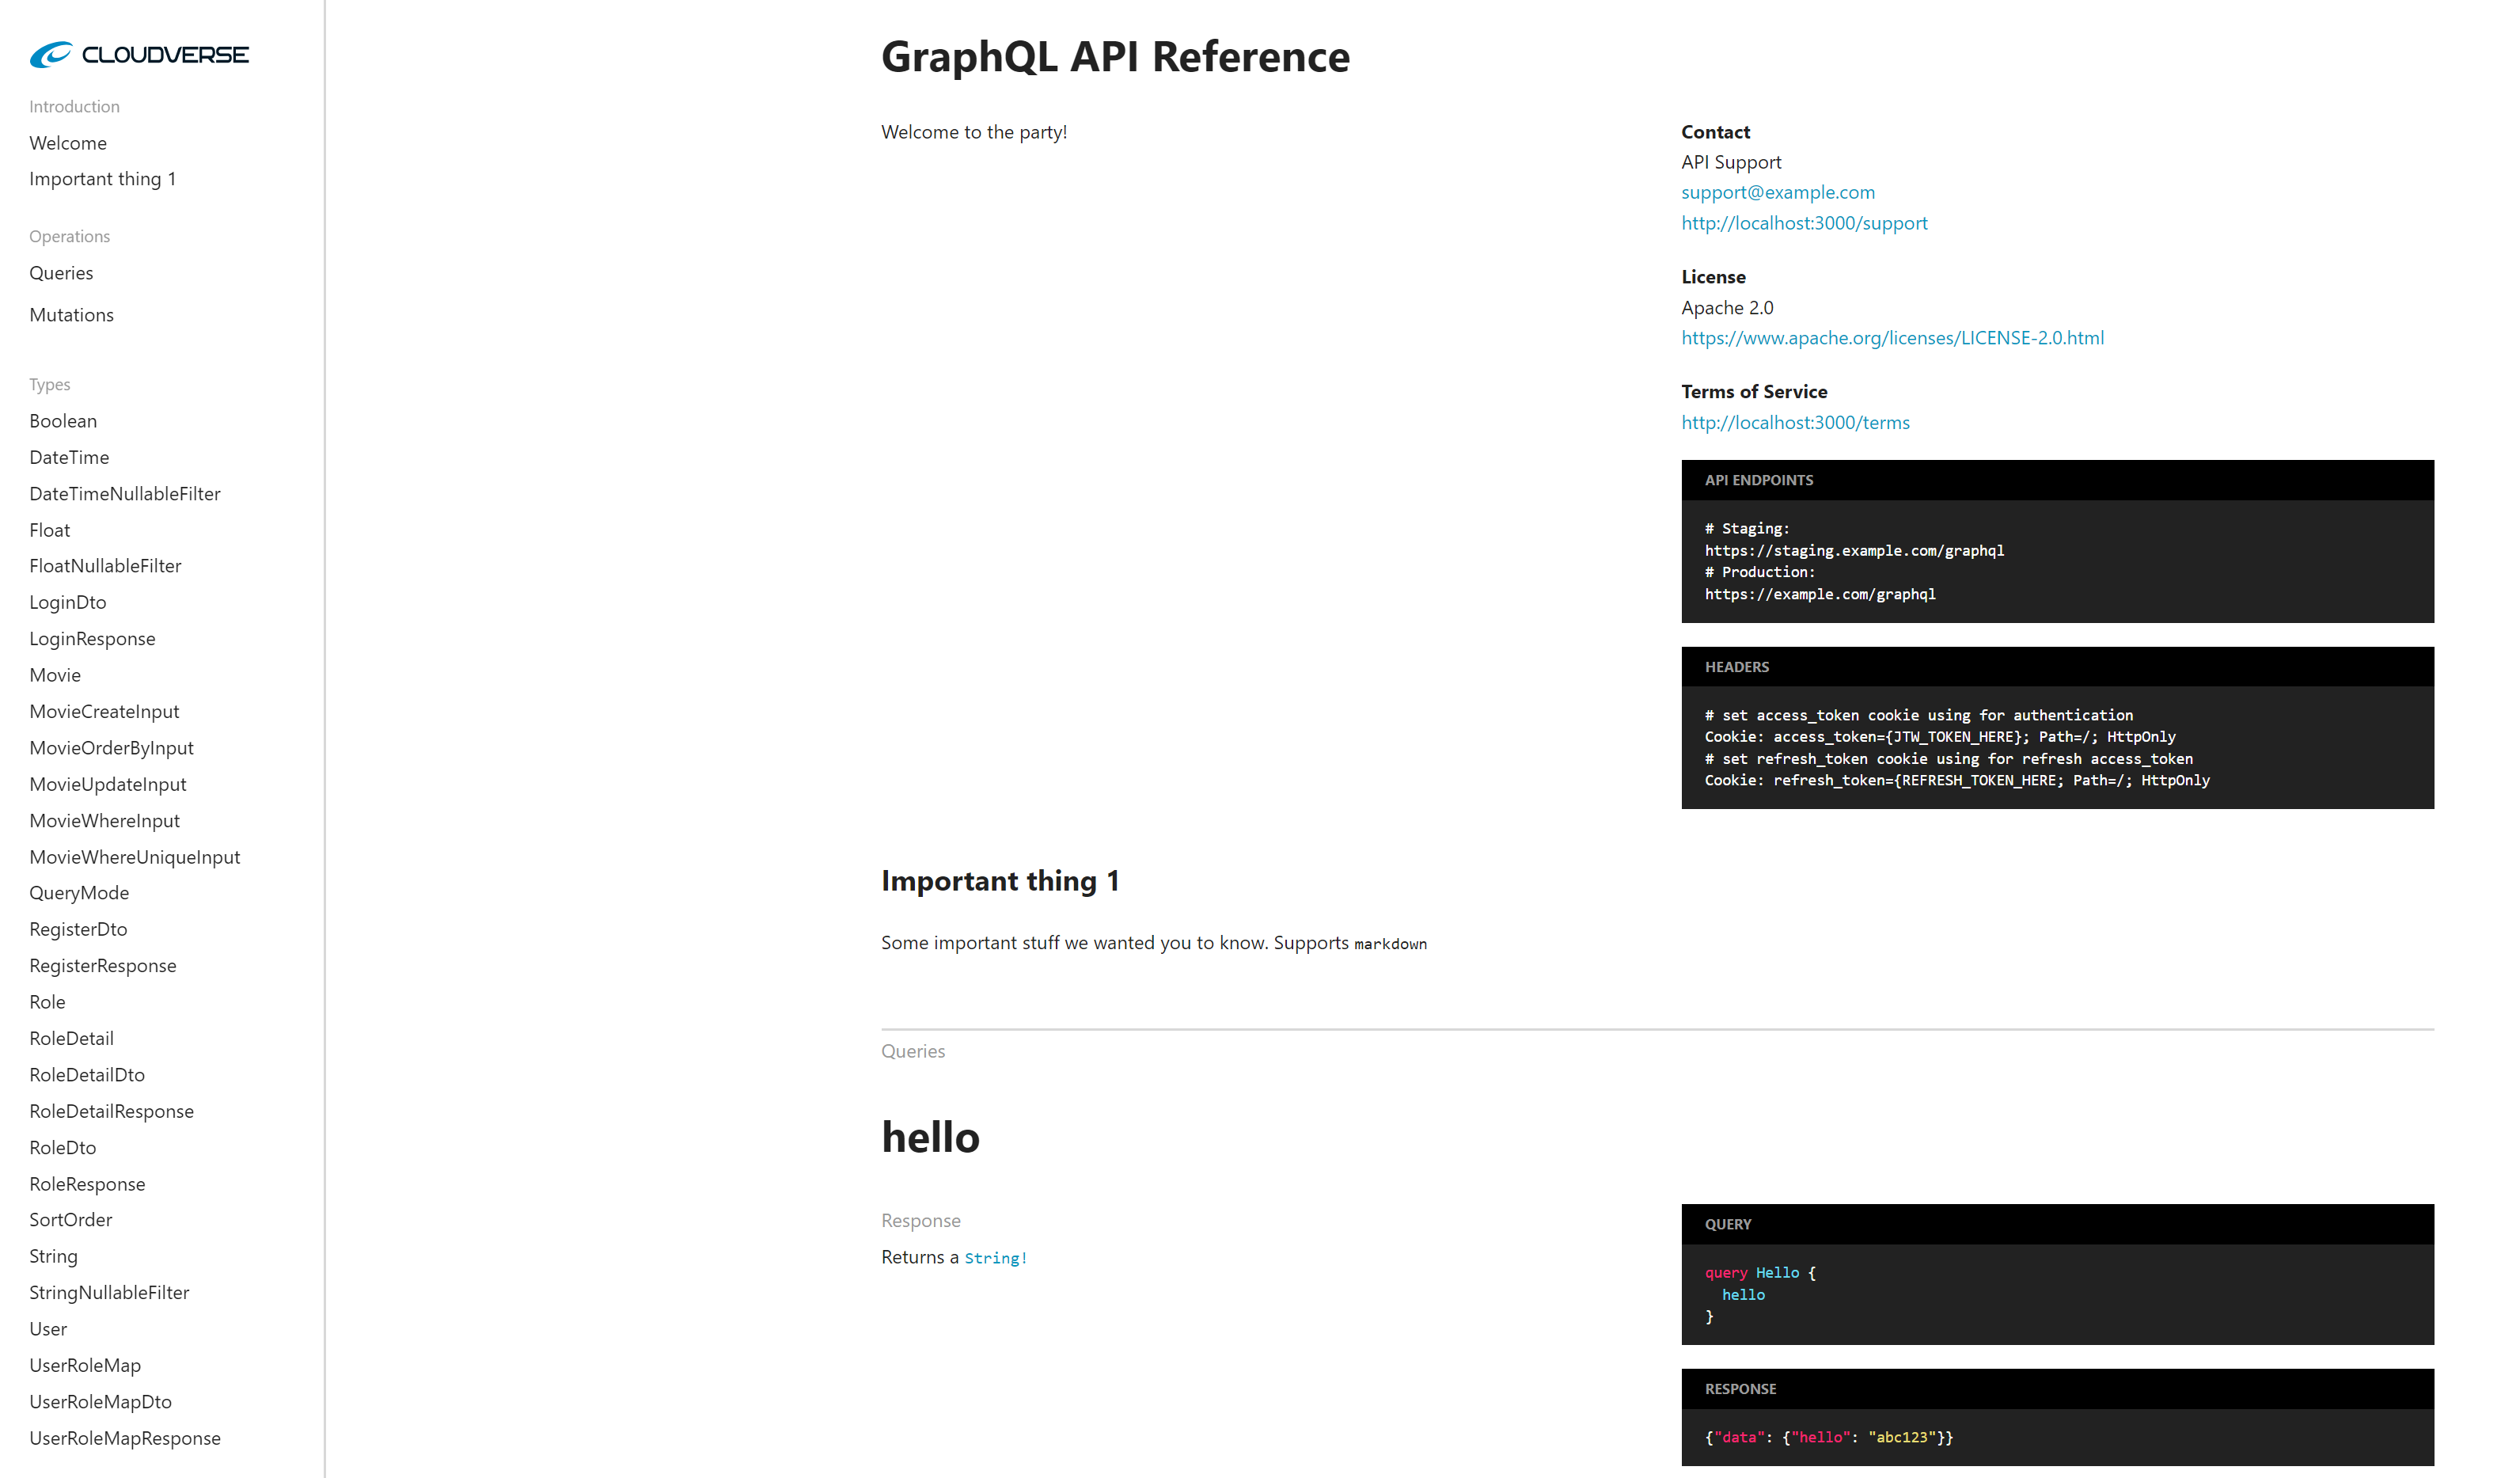 CLOUDVERSE
Introduction
Welcome
Important thing 1
Operations
Queries
Mutations
Types
Boolean
DateTime
DateTimeNullableFilter
Float
FloatNullableFilter
LoginDto
LoginResponse
Movie
MovieCreateInput
MovieOrderByInput
MovieUpdateInput
MovieWhereInput
MovieWhereUniqueInput
QueryMode
RegisterDto
RegisterResponse
Role
RoleDetail
RoleDetailDto
RoleDetailResponse
RoleDto
RoleResponse
SortOrder
String
StringNullableFilter
User
UserRoleMap
UserRoleMapDto
UserRoleMapResponse
GraphQL API Reference
Welcome to the party!
Contact
API Support
support@example.com
http://localhost:3000/support
License
Apache 2.0
https://www.apache.org/licenses/LICENSE-2.0.html
Terms of Service
http://localhost:3000/terms
API ENDPOINTS
# Staging:
https://staging.example.com/graphql
# Production:
https://example.com/graphql
HEADERS
# set access_token cookie using for authentication
Cookie: access_token={JTW_TOKEN_HERE}; Path=/; HttpOnly
# set refresh_token cookie using for refresh access_token
Cookie: refresh_token={REFRESH_TOKEN_HERE; Path=/; HttpOnly
Important thing 1
Some important stuff we wanted you to know. Supports markdown
Queries
hello
Response
Returns a String!
QUERY
query Hello {
  hello
}
RESPONSE
{"data": {"hello": "abc123"}}